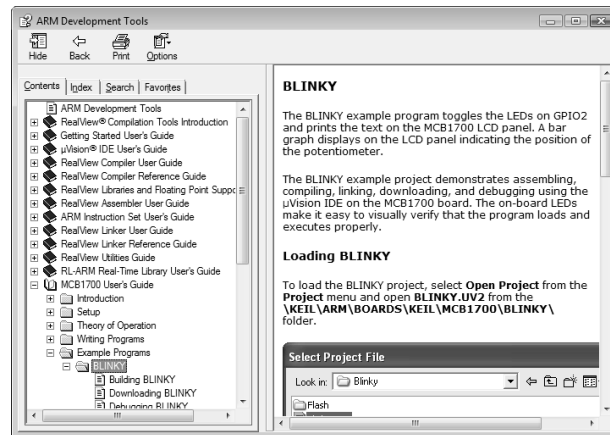 ARM Development Tools
Hide Back Print Options
Contents Index Search Favorites
ARM Development Tools
RealView® Compilation Tools Introduction
Getting Started User's Guide
µVision® IDE User's Guide
RealView Compiler User Guide
RealView Compiler Reference Guide
RealView Libraries and Floating Point Suppo
RealView Assembler User Guide
ARM Instruction Set User's Guide
RealView Linker User Guide
RealView Linker Reference Guide
RealView Utilities Guide
RL-ARM Real-Time Library User's Guide
MCB1700 User's Guide
Introduction
Setup
Theory of Operation
Writing Programs
Example Programs
BLINKY
Building BLINKY
Downloading BLINKY
Debugging BLINKY
BLINKY
The BLINKY example program toggles the LEDs on GPIO2
and prints the text on the MCB1700 LCD panel. A bar
graph displays on the LCD panel indicating the position of
the potentiometer.
The BLINKY example project demonstrates assembling,
compiling, linking, downloading, and debugging using the
µVision IDE on the MCB1700 board. The on-board LEDs
make it easy to visually verify that the program loads and
executes properly.
Loading BLINKY
To load the BLINKY project, select Open Project from the
Project menu and open BLINKY.UV2 from the
\KEIL\ARM\BOARDS\KEIL\MCB1700\BLINKY\
folder.
Select Project File
Look in: Blinky
Flash